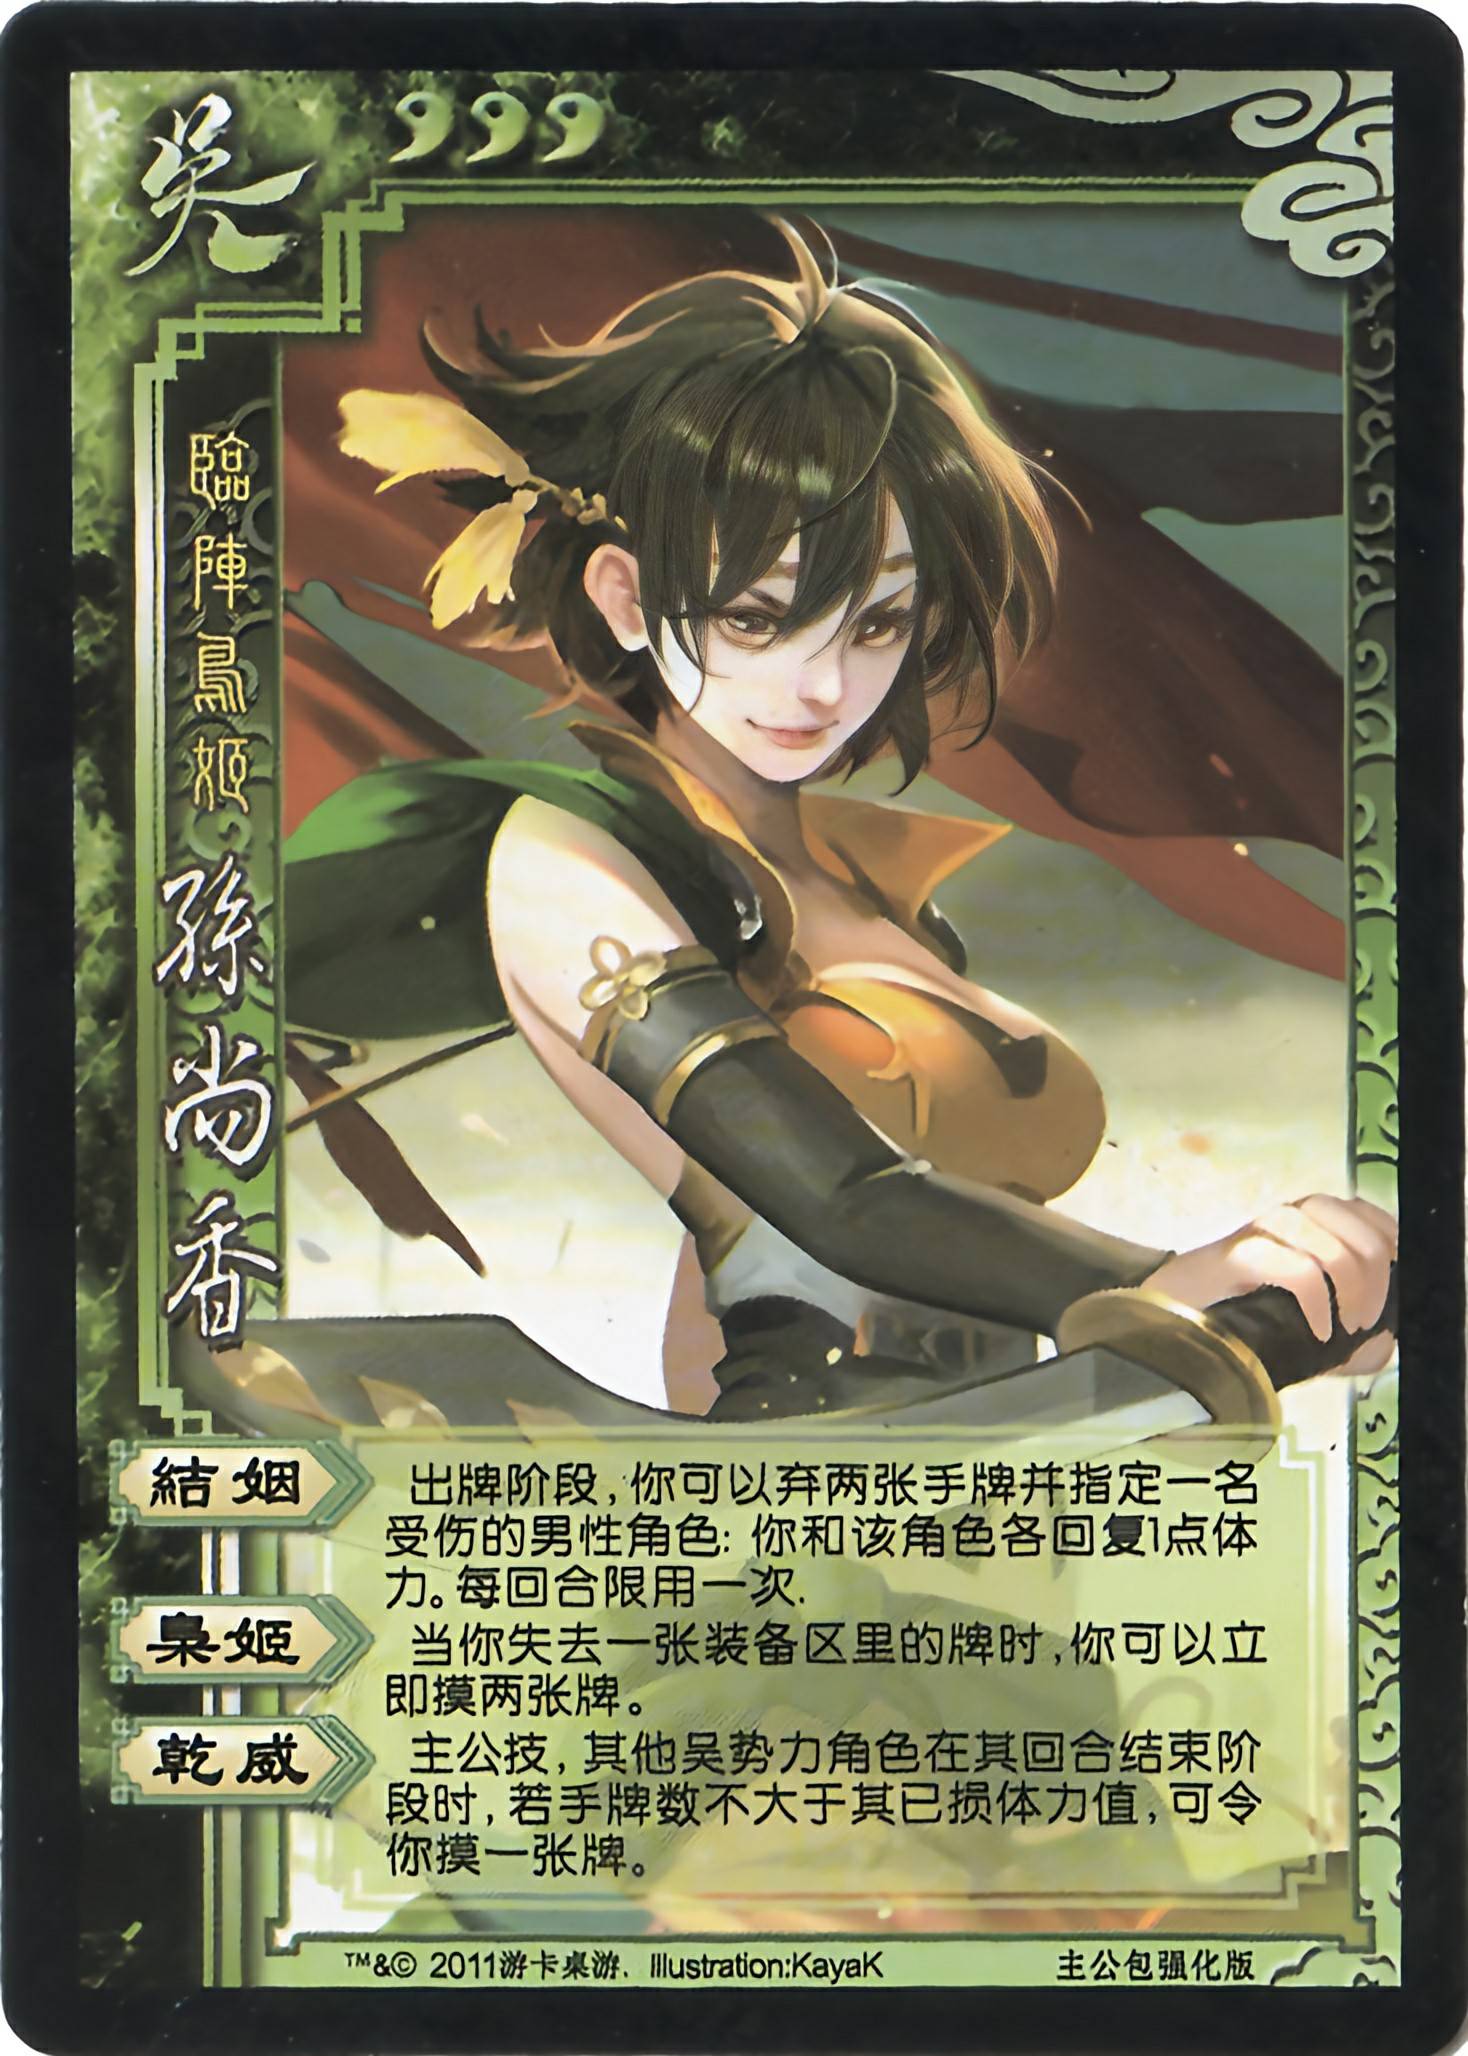 吳
臨陣梟姬
孫尚香
結姻
出牌阶段,你可以弃两张手牌并指定一名
受伤的男性角色:你和该角色各回复1点体
力。每回合限用一次.
梟姬
当你失去一张装备区里的牌时,你可以立
即摸两张牌。
乾威
主公技,其他吴势力角色在其回合结束阶
段时,若手牌数不大于其已损体力值,可令
你摸一张牌。
™&© 2011游卡桌游. Illustration:KayaK
主公包强化版